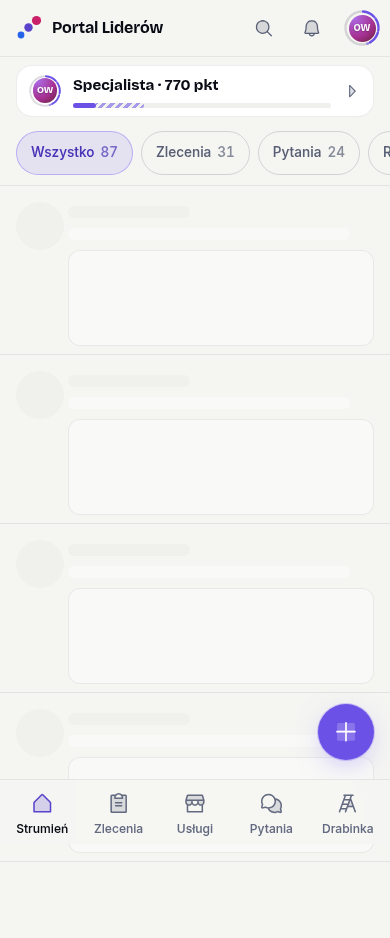 Portal Liderów
OW
OW
Specjalista · 770 pkt
Wszystko 87
Zlecenia 31
Pytania 24
Strumień
Zlecenia
Usługi
Pytania
Drabinka